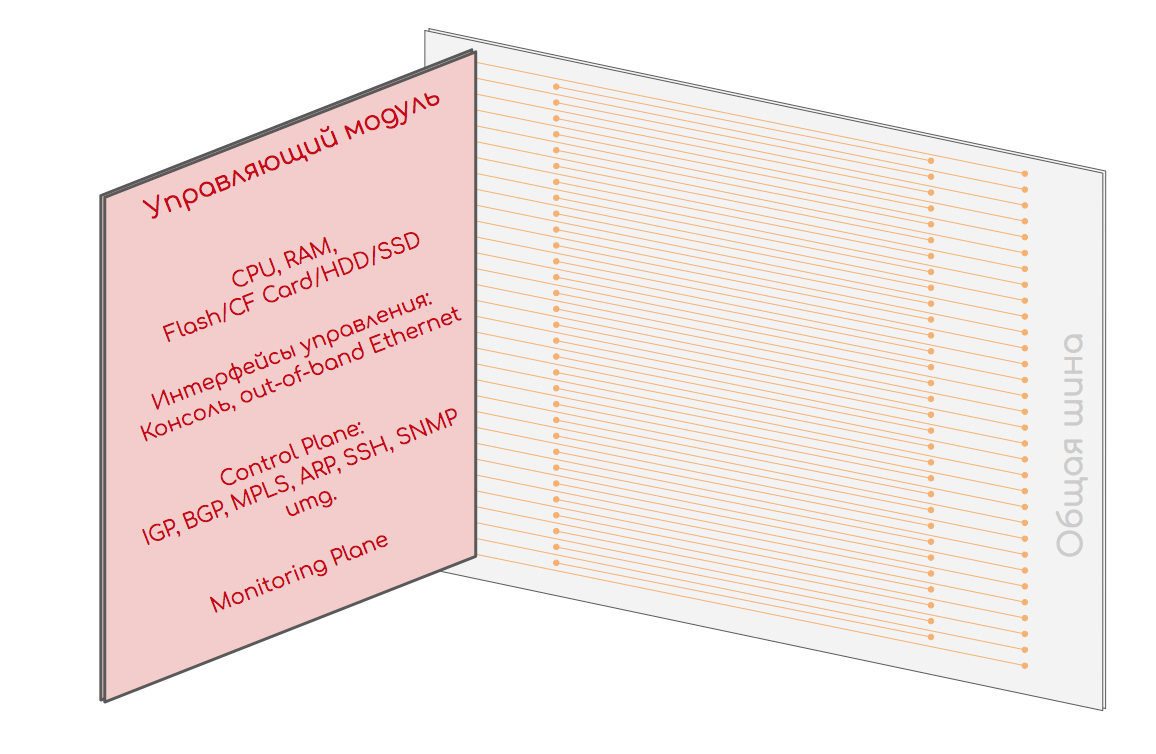 Управляющий модуль
CPU, RAM,
Flash/CF Card/HDD/SSD
Интерфейсы управления:
Консоль, out-of-band Ethernet
Control Plane:
IGP, BGP, MPLS, ARP, SSH, SNMP
итд.
Monitoring Plane
Общая шина